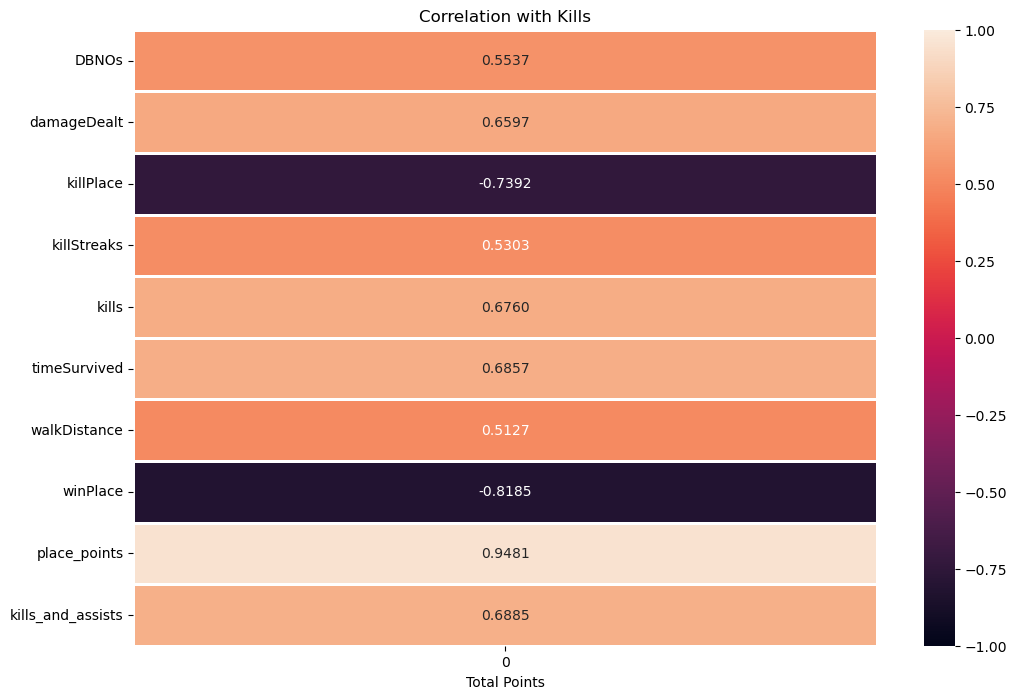 Correlation with Kills
DBNOs
0.5537
damageDealt
0.6597
killPlace
-0.7392
killStreaks
0.5303
kills
0.6760
timeSurvived
0.6857
walkDistance
0.5127
winPlace
-0.8185
place_points
0.9481
kills_and_assists
0.6885
0
Total Points
1.00
0.75
0.50
0.25
0.00
−0.25
−0.50
−0.75
−1.00